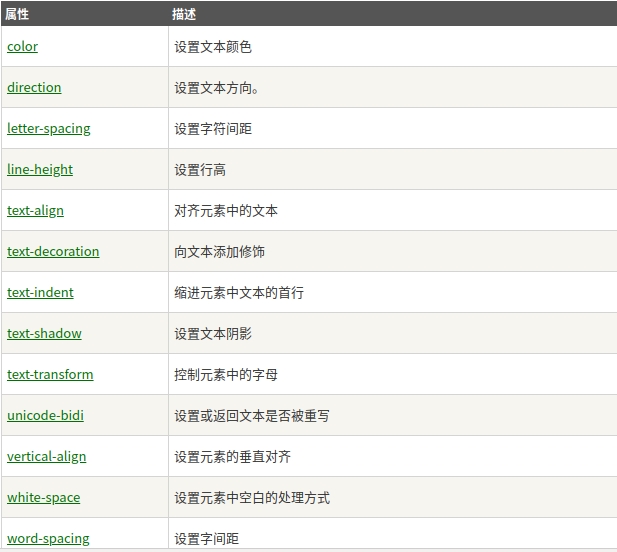 属性 描述
color 设置文本颜色
direction 设置文本方向。
letter-spacing 设置字符间距
line-height 设置行高
text-align 对齐元素中的文本
text-decoration 向文本添加修饰
text-indent 缩进元素中文本的首行
text-shadow 设置文本阴影
text-transform 控制元素中的字母
unicode-bidi 设置或返回文本是否被重写
vertical-align 设置元素的垂直对齐
white-space 设置元素中空白的处理方式
word-spacing 设置字间距